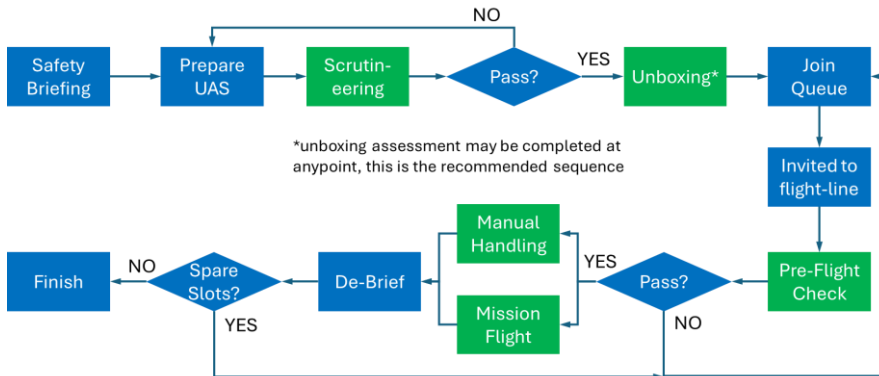 NO
Safety
Briefing
Prepare
UAS
Scrutin-
eering
Pass?
YES
Unboxing*
Join
Queue
*unboxing assessment may be completed at
anypoint, this is the recommended sequence
Invited to
flight-line
Manual
Handling
Finish
NO
Spare
Slots?
De-Brief
YES
Pass?
Pre-Flight
Check
Mission
Flight
YES
NO